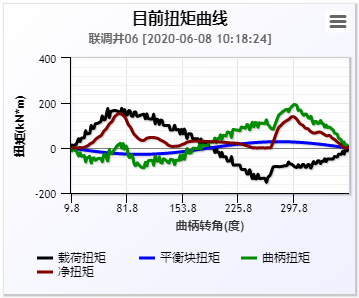 目前扭矩曲线
联调井06 [2020-06-08 10:18:24]
扭矩(kN*m)
400
200
0
-200
9.8 81.8 153.8 225.8 297.8
曲柄转角(度)
载荷扭矩 平衡块扭矩 曲柄扭矩
净扭矩